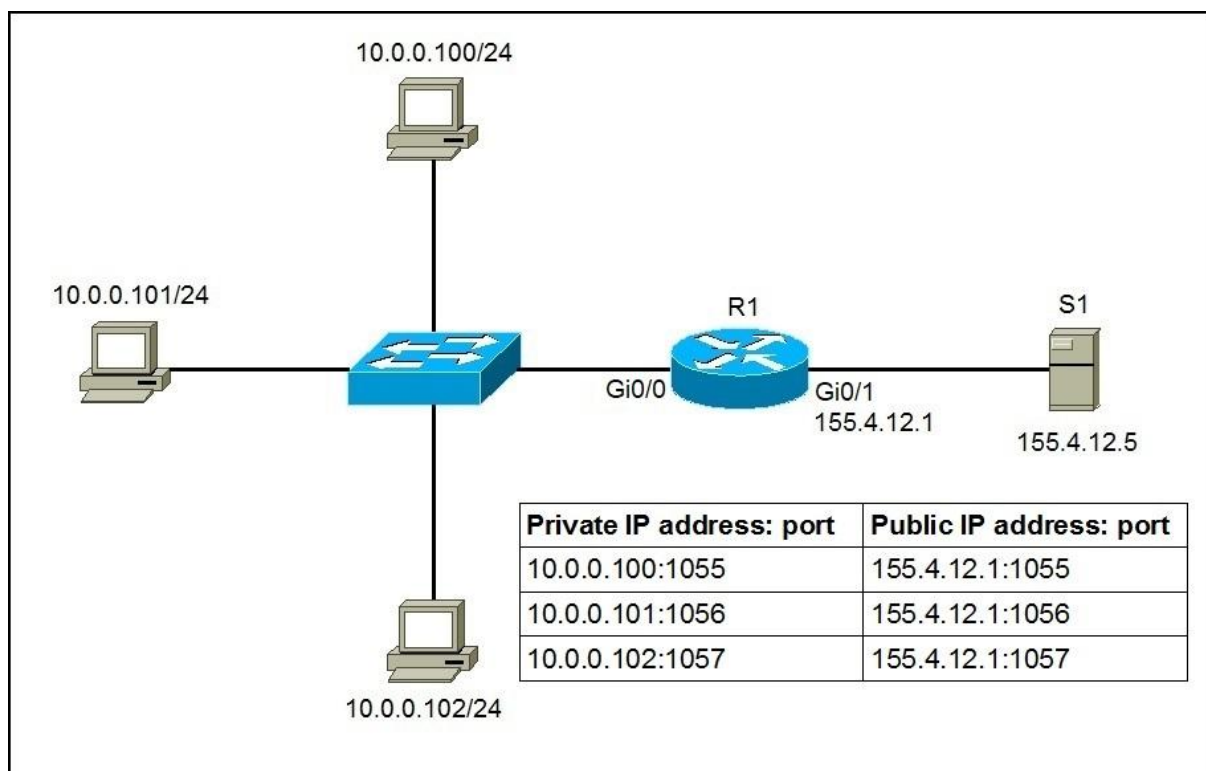 10.0.0.100/24
10.0.0.101/24
R1
S1
Gi0/0
Gi0/1
155.4.12.1
155.4.12.5
Private IP address: port Public IP address: port
10.0.0.100:1055 155.4.12.1:1055
10.0.0.101:1056 155.4.12.1:1056
10.0.0.102:1057 155.4.12.1:1057
10.0.0.102/24